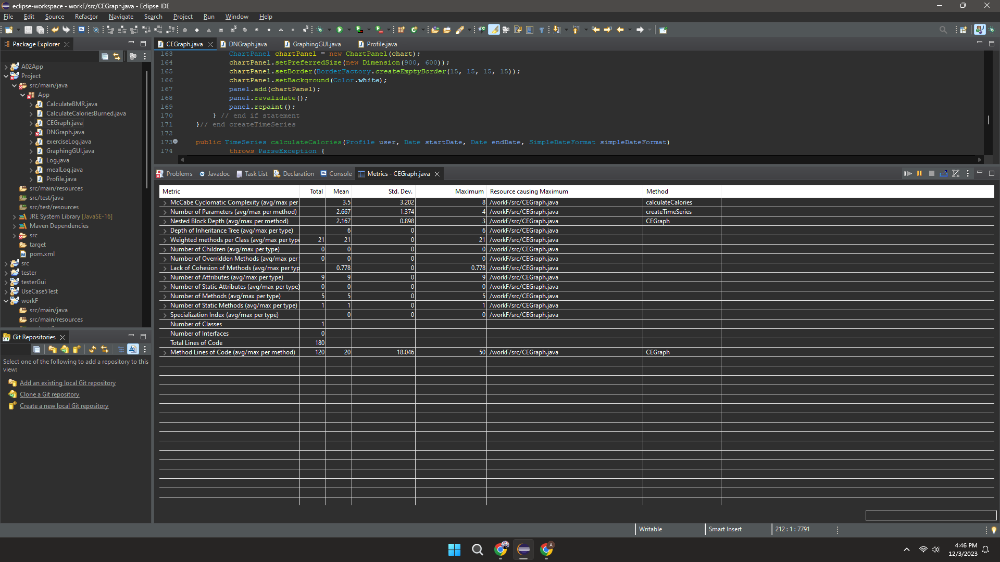 eclipse-workspace - workF/src/CEGraph.java - Eclipse IDE
File Edit Source Refactor Navigate Search Project Run Window Help
Package Explorer
A02App
Project
src/main/java
App
CalculateBMR.java
CalculateCaloriesBurned.java
CEGraph.java
DNGraph.java
exerciseLog.java
GraphingGUI.java
Log.java
mealLog.java
Profile.java
src/main/resources
src/test/java
src/test/resources
JRE System Library [JavaSE-16]
Maven Dependencies
src
target
pom.xml
src
tester
testerGui
UseCase5Test
workF
src/main/java
src/main/resources
Git Repositories
Select one of the following to add a repository to this
view:
Add an existing local Git repository
Clone a Git repository
Create a new local Git repository
CEGraph.java DNGraph.java GraphingGUI.java Profile.java
163 ChartPanel chartPanel = new ChartPanel(chart);
164 chartPanel.setPreferredSize(new Dimension(900, 600));
165 chartPanel.setBorder(BorderFactory.createEmptyBorder(15, 15, 15, 15));
166 chartPanel.setBackground(Color.white);
167 panel.add(chartPanel);
168 panel.revalidate();
169 panel.repaint();
170 } // end if statement
171 }// end createTimeSeries
172
173 public TimeSeries calculateCalories(Profile user, Date startDate, Date endDate, SimpleDateFormat simpleDateFormat)
174 throws ParseException {
Problems Javadoc Task List Declaration Console Metrics - CEGraph.java
Metric Total Mean Std. Dev. Maximum Resource causing Maximum Method
McCabe Cyclomatic Complexity (avg/max per 3.5 3.202 8 /workF/src/CEGraph.java calculateCalories
Number of Parameters (avg/max per method) 2.667 1.374 4 /workF/src/CEGraph.java createTimeSeries
Nested Block Depth (avg/max per method) 2.167 0.898 3 /workF/src/CEGraph.java CEGraph
Depth of Inheritance Tree (avg/max per type) 6 0 6 /workF/src/CEGraph.java
Weighted methods per Class (avg/max per type 21 21 0 21 /workF/src/CEGraph.java
Number of Children (avg/max per type) 0 0 0 0 /workF/src/CEGraph.java
Number of Overridden Methods (avg/max per 0 0 0 0 /workF/src/CEGraph.java
Lack of Cohesion of Methods (avg/max per typ 0.778 0 0.778 /workF/src/CEGraph.java
Number of Attributes (avg/max per type) 9 9 0 9 /workF/src/CEGraph.java
Number of Static Attributes (avg/max per type) 0 0 0 0 /workF/src/CEGraph.java
Number of Methods (avg/max per type) 5 5 0 5 /workF/src/CEGraph.java
Number of Static Methods (avg/max per type) 1 1 0 1 /workF/src/CEGraph.java
Specialization Index (avg/max per type) 0 0 0 /workF/src/CEGraph.java
Number of Classes 1
Number of Interfaces 0
Total Lines of Code 180
Method Lines of Code (avg/max per method) 120 20 18.046 50 /workF/src/CEGraph.java CEGraph
Writable Smart Insert 212 : 1 : 7791
4:46 PM
12/3/2023